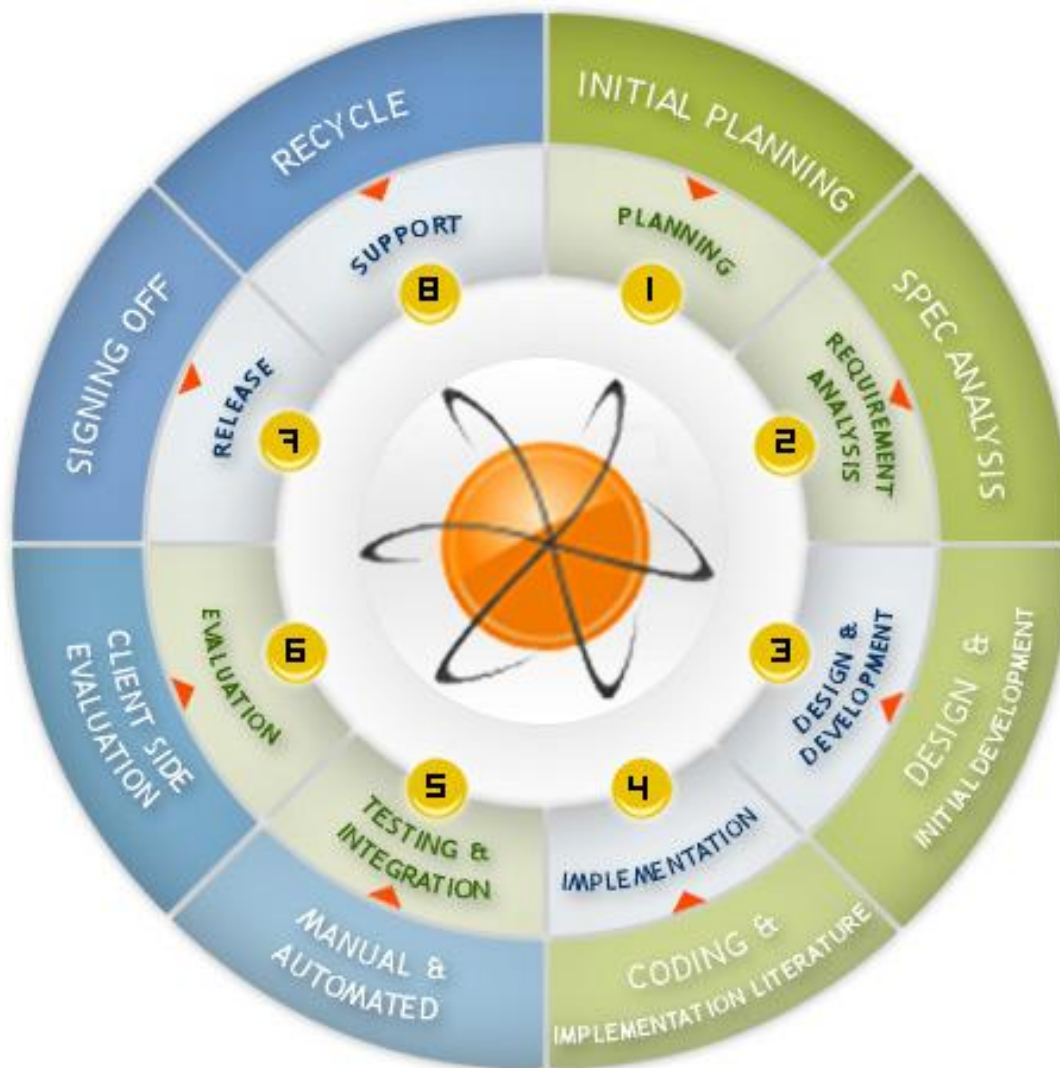 INITIAL PLANNING
PLANNING
1
SPEC ANALYSIS
REQUIREMENT
ANALYSIS
2
DESIGN &
INITIAL DEVELOPMENT
DESIGN &
DEVELOPMENT
3
CODING &
IMPLEMENTATION LITERATURE
IMPLEMENTATION
4
MANUAL &
AUTOMATED
TESTING &
INTEGRATION
5
CLIENT SIDE
EVALUATION
EVALUATION
6
SIGNING OFF
RELEASE
7
RECYCLE
SUPPORT
8